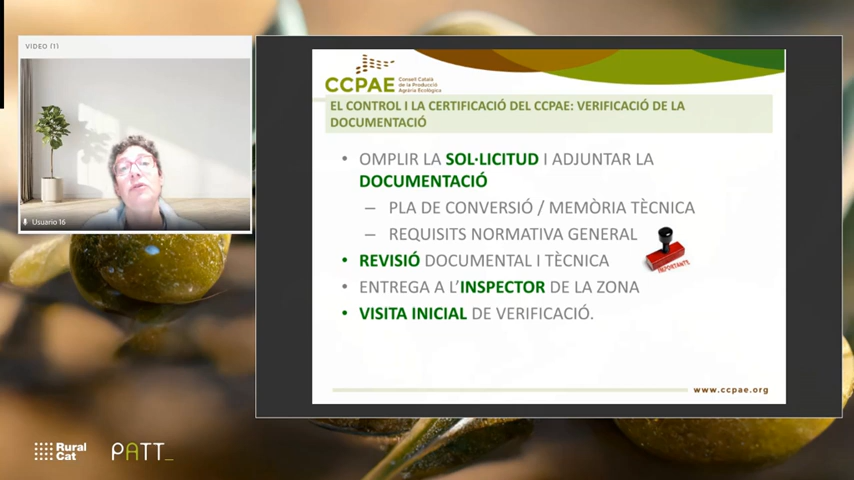 VIDEO (1)
Usuario 16
CCPAE
Consell Català
de la Producció
Agrària Ecològica
EL CONTROL I LA CERTIFICACIÓ DEL CCPAE: VERIFICACIÓ DE LA
DOCUMENTACIÓ
• OMPLIR LA SOL·LICITUD I ADJUNTAR LA
DOCUMENTACIÓ
– PLA DE CONVERSIÓ / MEMÒRIA TÈCNICA
– REQUISITS NORMATIVA GENERAL
IMPORTANTE
• REVISIÓ DOCUMENTAL I TÈCNICA
• ENTREGA A L'INSPECTOR DE LA ZONA
• VISITA INICIAL DE VERIFICACIÓ.
www.ccpae.org
Rural
Cat
PATT_